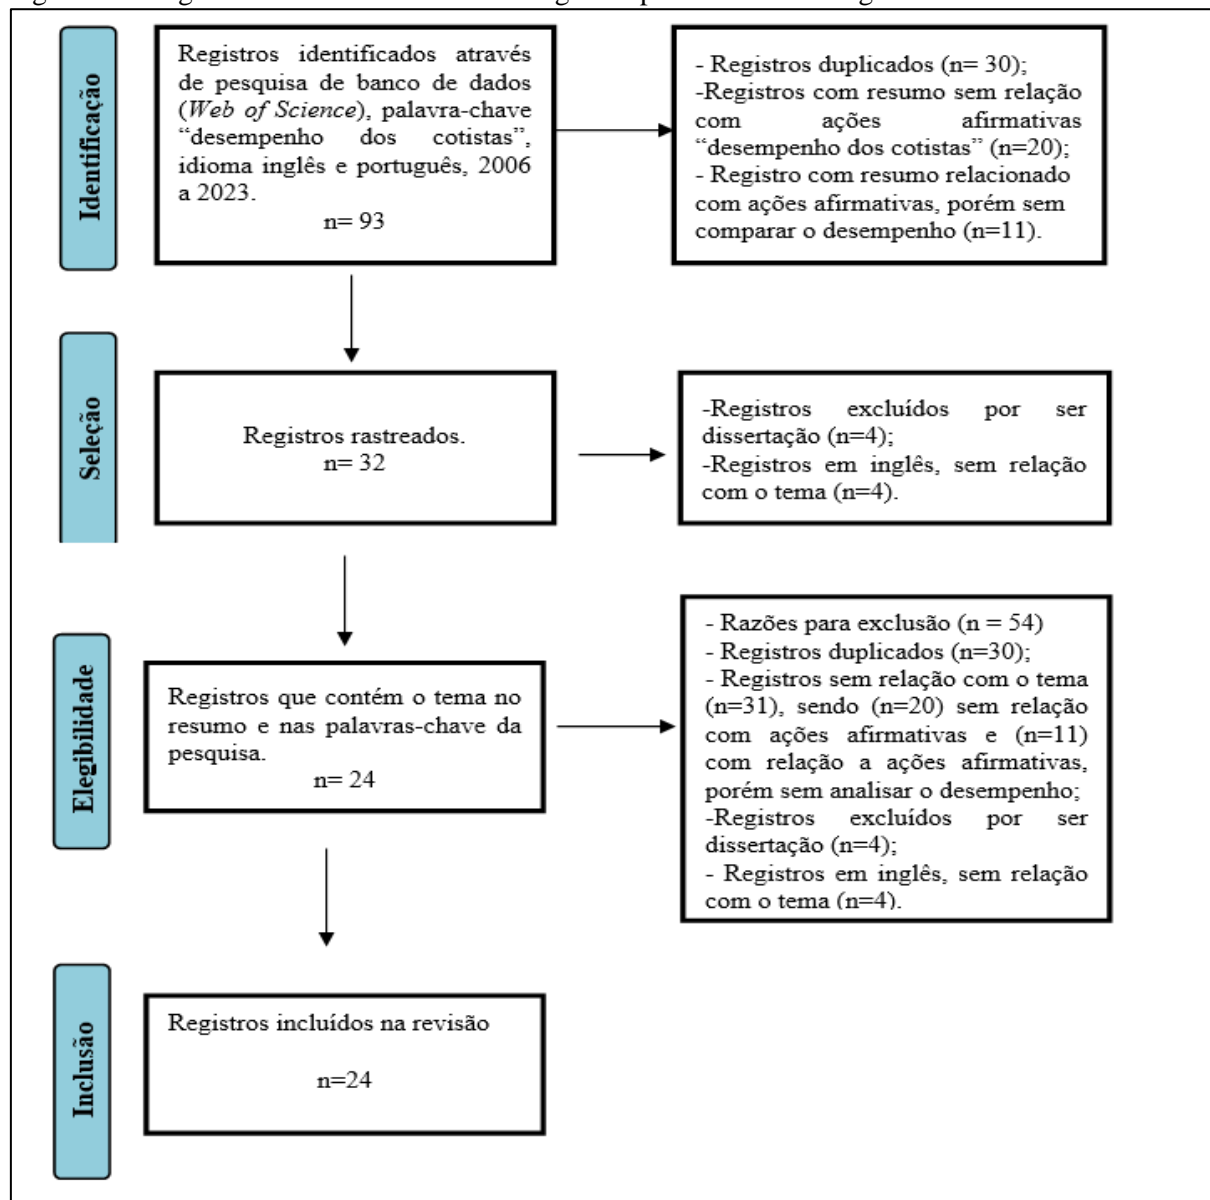 Identificação
Registros identificados através
de pesquisa de banco de dados
(Web of Science), palavra-chave
“desempenho dos cotistas”,
idioma inglês e português, 2006
a 2023.
n= 93
- Registros duplicados (n= 30);
-Registros com resumo sem relação
com ações afirmativas
“desempenho dos cotistas” (n=20);
- Registro com resumo relacionado
com ações afirmativas, porém sem
comparar o desempenho (n=11).
Seleção
Registros rastreados.
n= 32
-Registros excluídos por ser
dissertação (n=4);
-Registros em inglês, sem relação
com o tema (n=4).
Elegibilidade
Registros que contém o tema no
resumo e nas palavras-chave da
pesquisa.
n= 24
- Razões para exclusão (n = 54)
- Registros duplicados (n=30);
- Registros sem relação com o tema
(n=31), sendo (n=20) sem relação
com ações afirmativas e (n=11)
com relação a ações afirmativas,
porém sem analisar o desempenho;
-Registros excluídos por ser
dissertação (n=4);
- Registros em inglês, sem relação
com o tema (n=4).
Inclusão
Registros incluídos na revisão
n=24